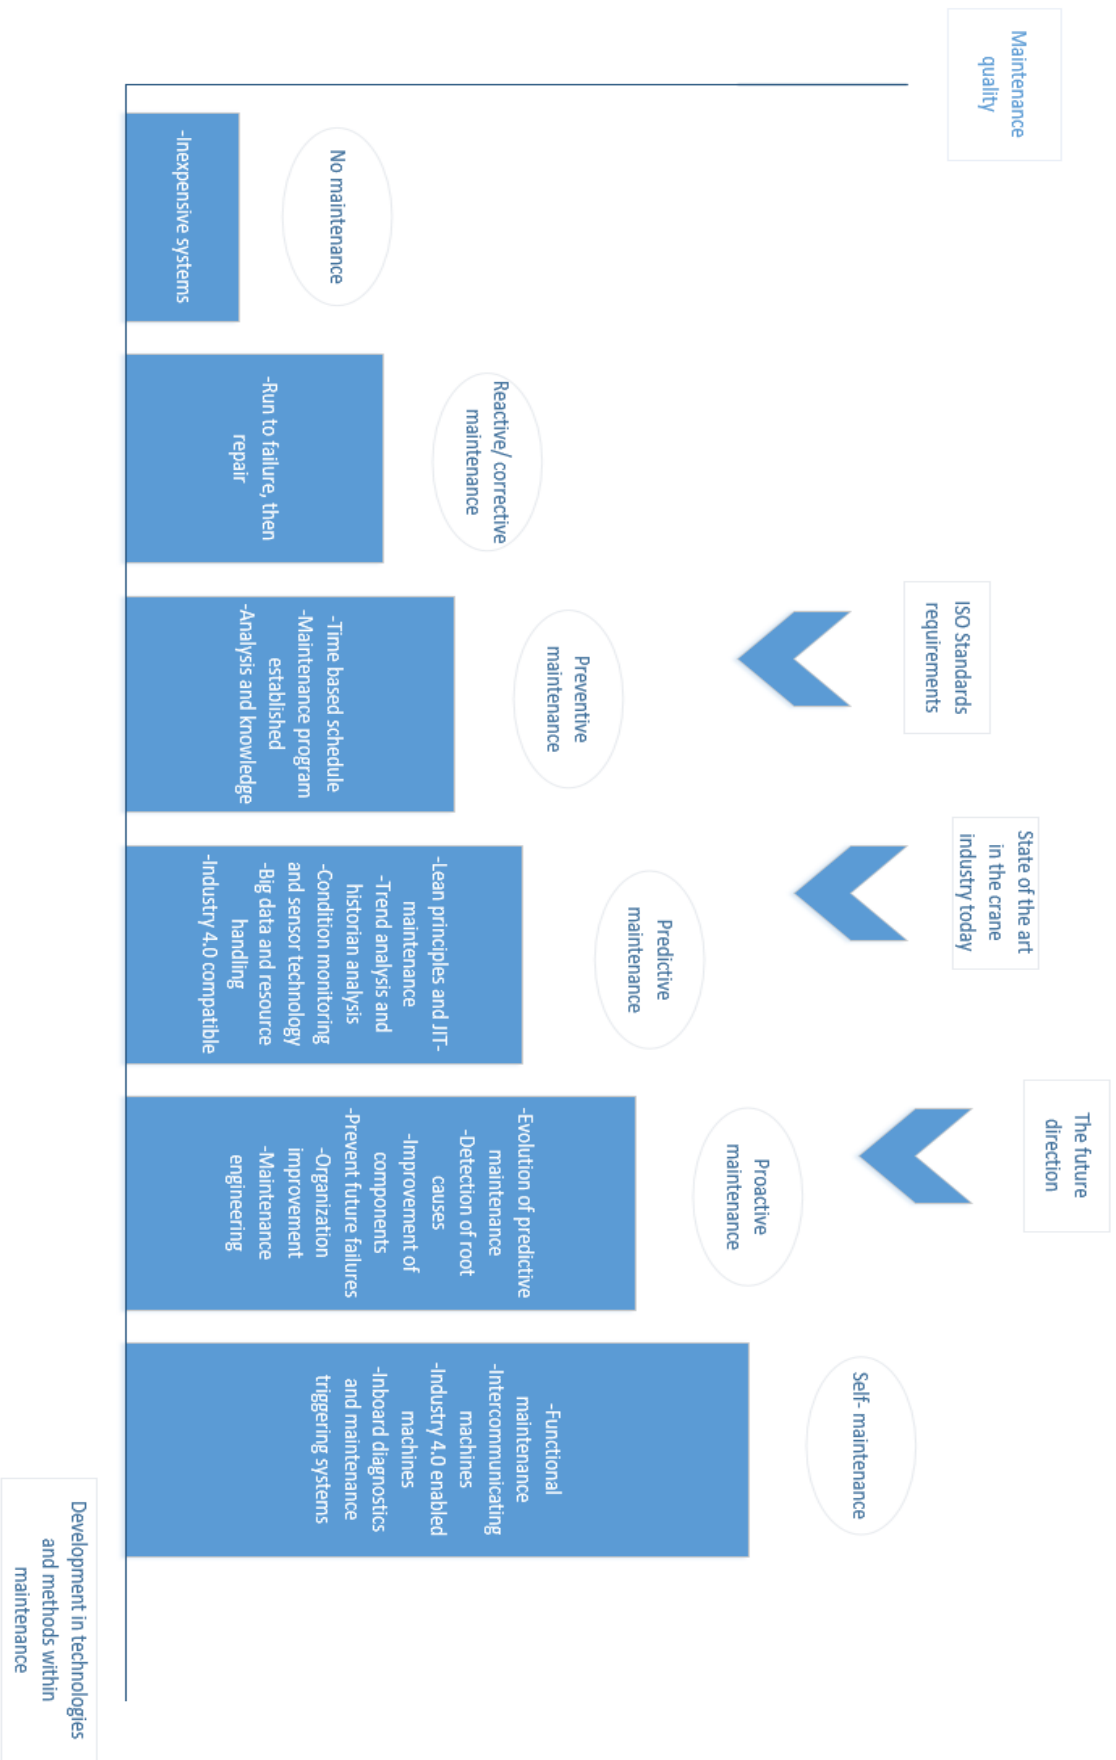 Maintenance
quality
No maintenance
-Inexpensive systems
Reactive/ corrective
maintenance
-Run to failure, then
repair
ISO Standards
requirements
Preventive
maintenance
-Time based schedule
-Maintenance program
established
-Analysis and knowledge
State of the art
in the crane
industry today
Predictive
maintenance
-Lean principles and JIT-
maintenance
-Trend analysis and
historian analysis
-Condition monitoring
and sensor technology
-Big data and resource
handling
-Industry 4.0 compatible
The future
direction
Proactive
maintenance
-Evolution of predictive
maintenance
-Detection of root
causes
-Improvement of
components
-Prevent future failures
-Organization
improvement
-Maintenance
engineering
Self- maintenance
-Functional
maintenance
-Intercommunicating
machines
-Industry 4.0 enabled
machines
-Inboard diagnostics
and maintenance
triggering systems
Development in technologies
and methods within
maintenance